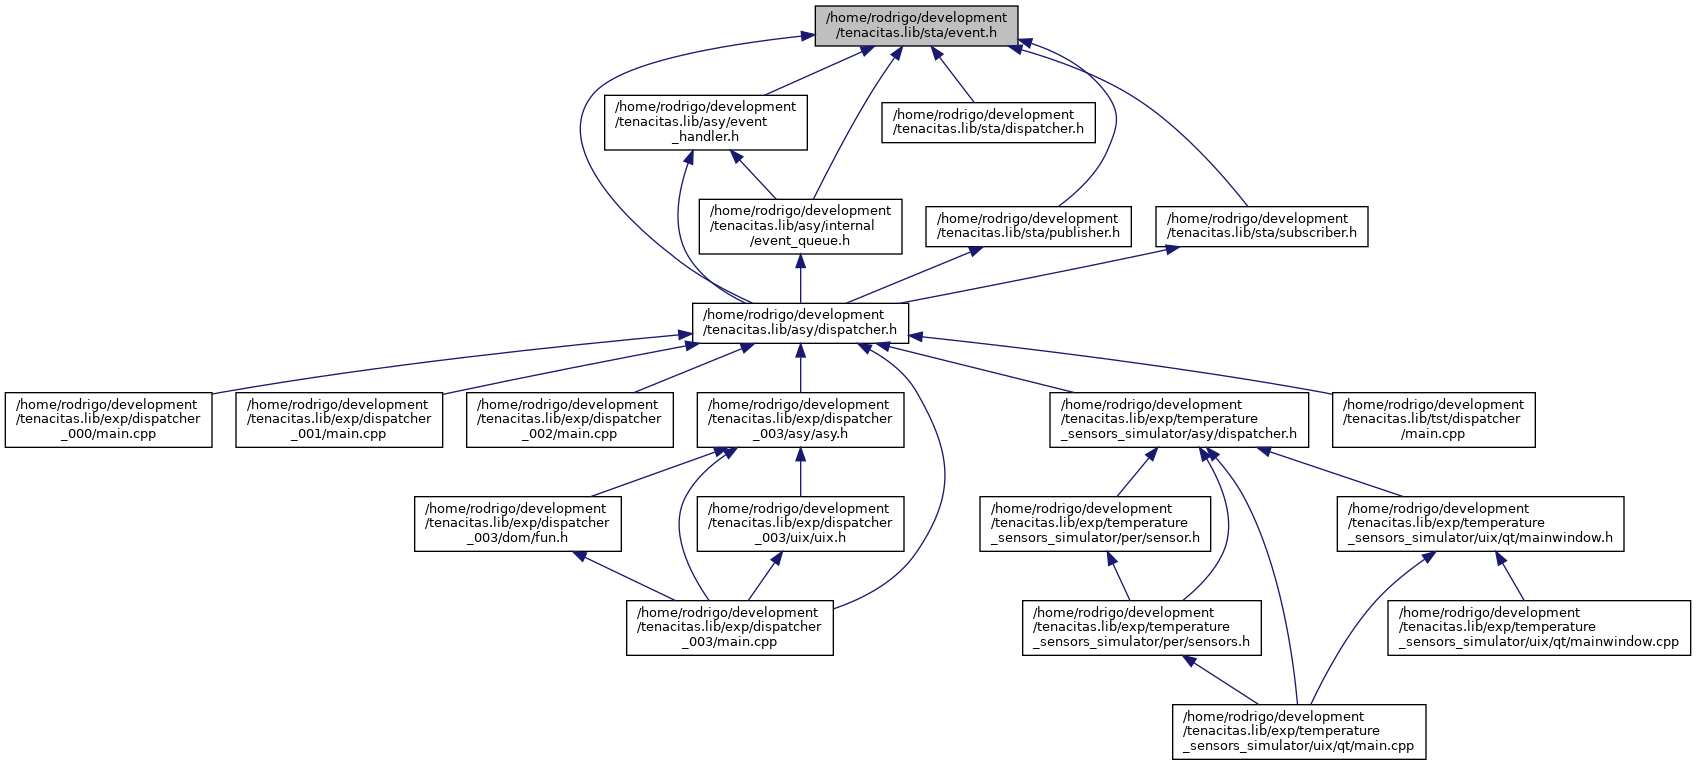 /home/rodrigo/development
/tenacitas.lib/sta/event.h
/home/rodrigo/development
/tenacitas.lib/asy/event
_handler.h
/home/rodrigo/development
/tenacitas.lib/sta/dispatcher.h
/home/rodrigo/development
/tenacitas.lib/asy/internal
/event_queue.h
/home/rodrigo/development
/tenacitas.lib/sta/publisher.h
/home/rodrigo/development
/tenacitas.lib/sta/subscriber.h
/home/rodrigo/development
/tenacitas.lib/asy/dispatcher.h
/home/rodrigo/development
/tenacitas.lib/exp/dispatcher
_000/main.cpp
/home/rodrigo/development
/tenacitas.lib/exp/dispatcher
_001/main.cpp
/home/rodrigo/development
/tenacitas.lib/exp/dispatcher
_002/main.cpp
/home/rodrigo/development
/tenacitas.lib/exp/dispatcher
_003/asy/asy.h
/home/rodrigo/development
/tenacitas.lib/exp/temperature
_sensors_simulator/asy/dispatcher.h
/home/rodrigo/development
/tenacitas.lib/tst/dispatcher
/main.cpp
/home/rodrigo/development
/tenacitas.lib/exp/dispatcher
_003/dom/fun.h
/home/rodrigo/development
/tenacitas.lib/exp/dispatcher
_003/uix/uix.h
/home/rodrigo/development
/tenacitas.lib/exp/temperature
_sensors_simulator/per/sensor.h
/home/rodrigo/development
/tenacitas.lib/exp/temperature
_sensors_simulator/uix/qt/mainwindow.h
/home/rodrigo/development
/tenacitas.lib/exp/dispatcher
_003/main.cpp
/home/rodrigo/development
/tenacitas.lib/exp/temperature
_sensors_simulator/per/sensors.h
/home/rodrigo/development
/tenacitas.lib/exp/temperature
_sensors_simulator/uix/qt/mainwindow.cpp
/home/rodrigo/development
/tenacitas.lib/exp/temperature
_sensors_simulator/uix/qt/main.cpp